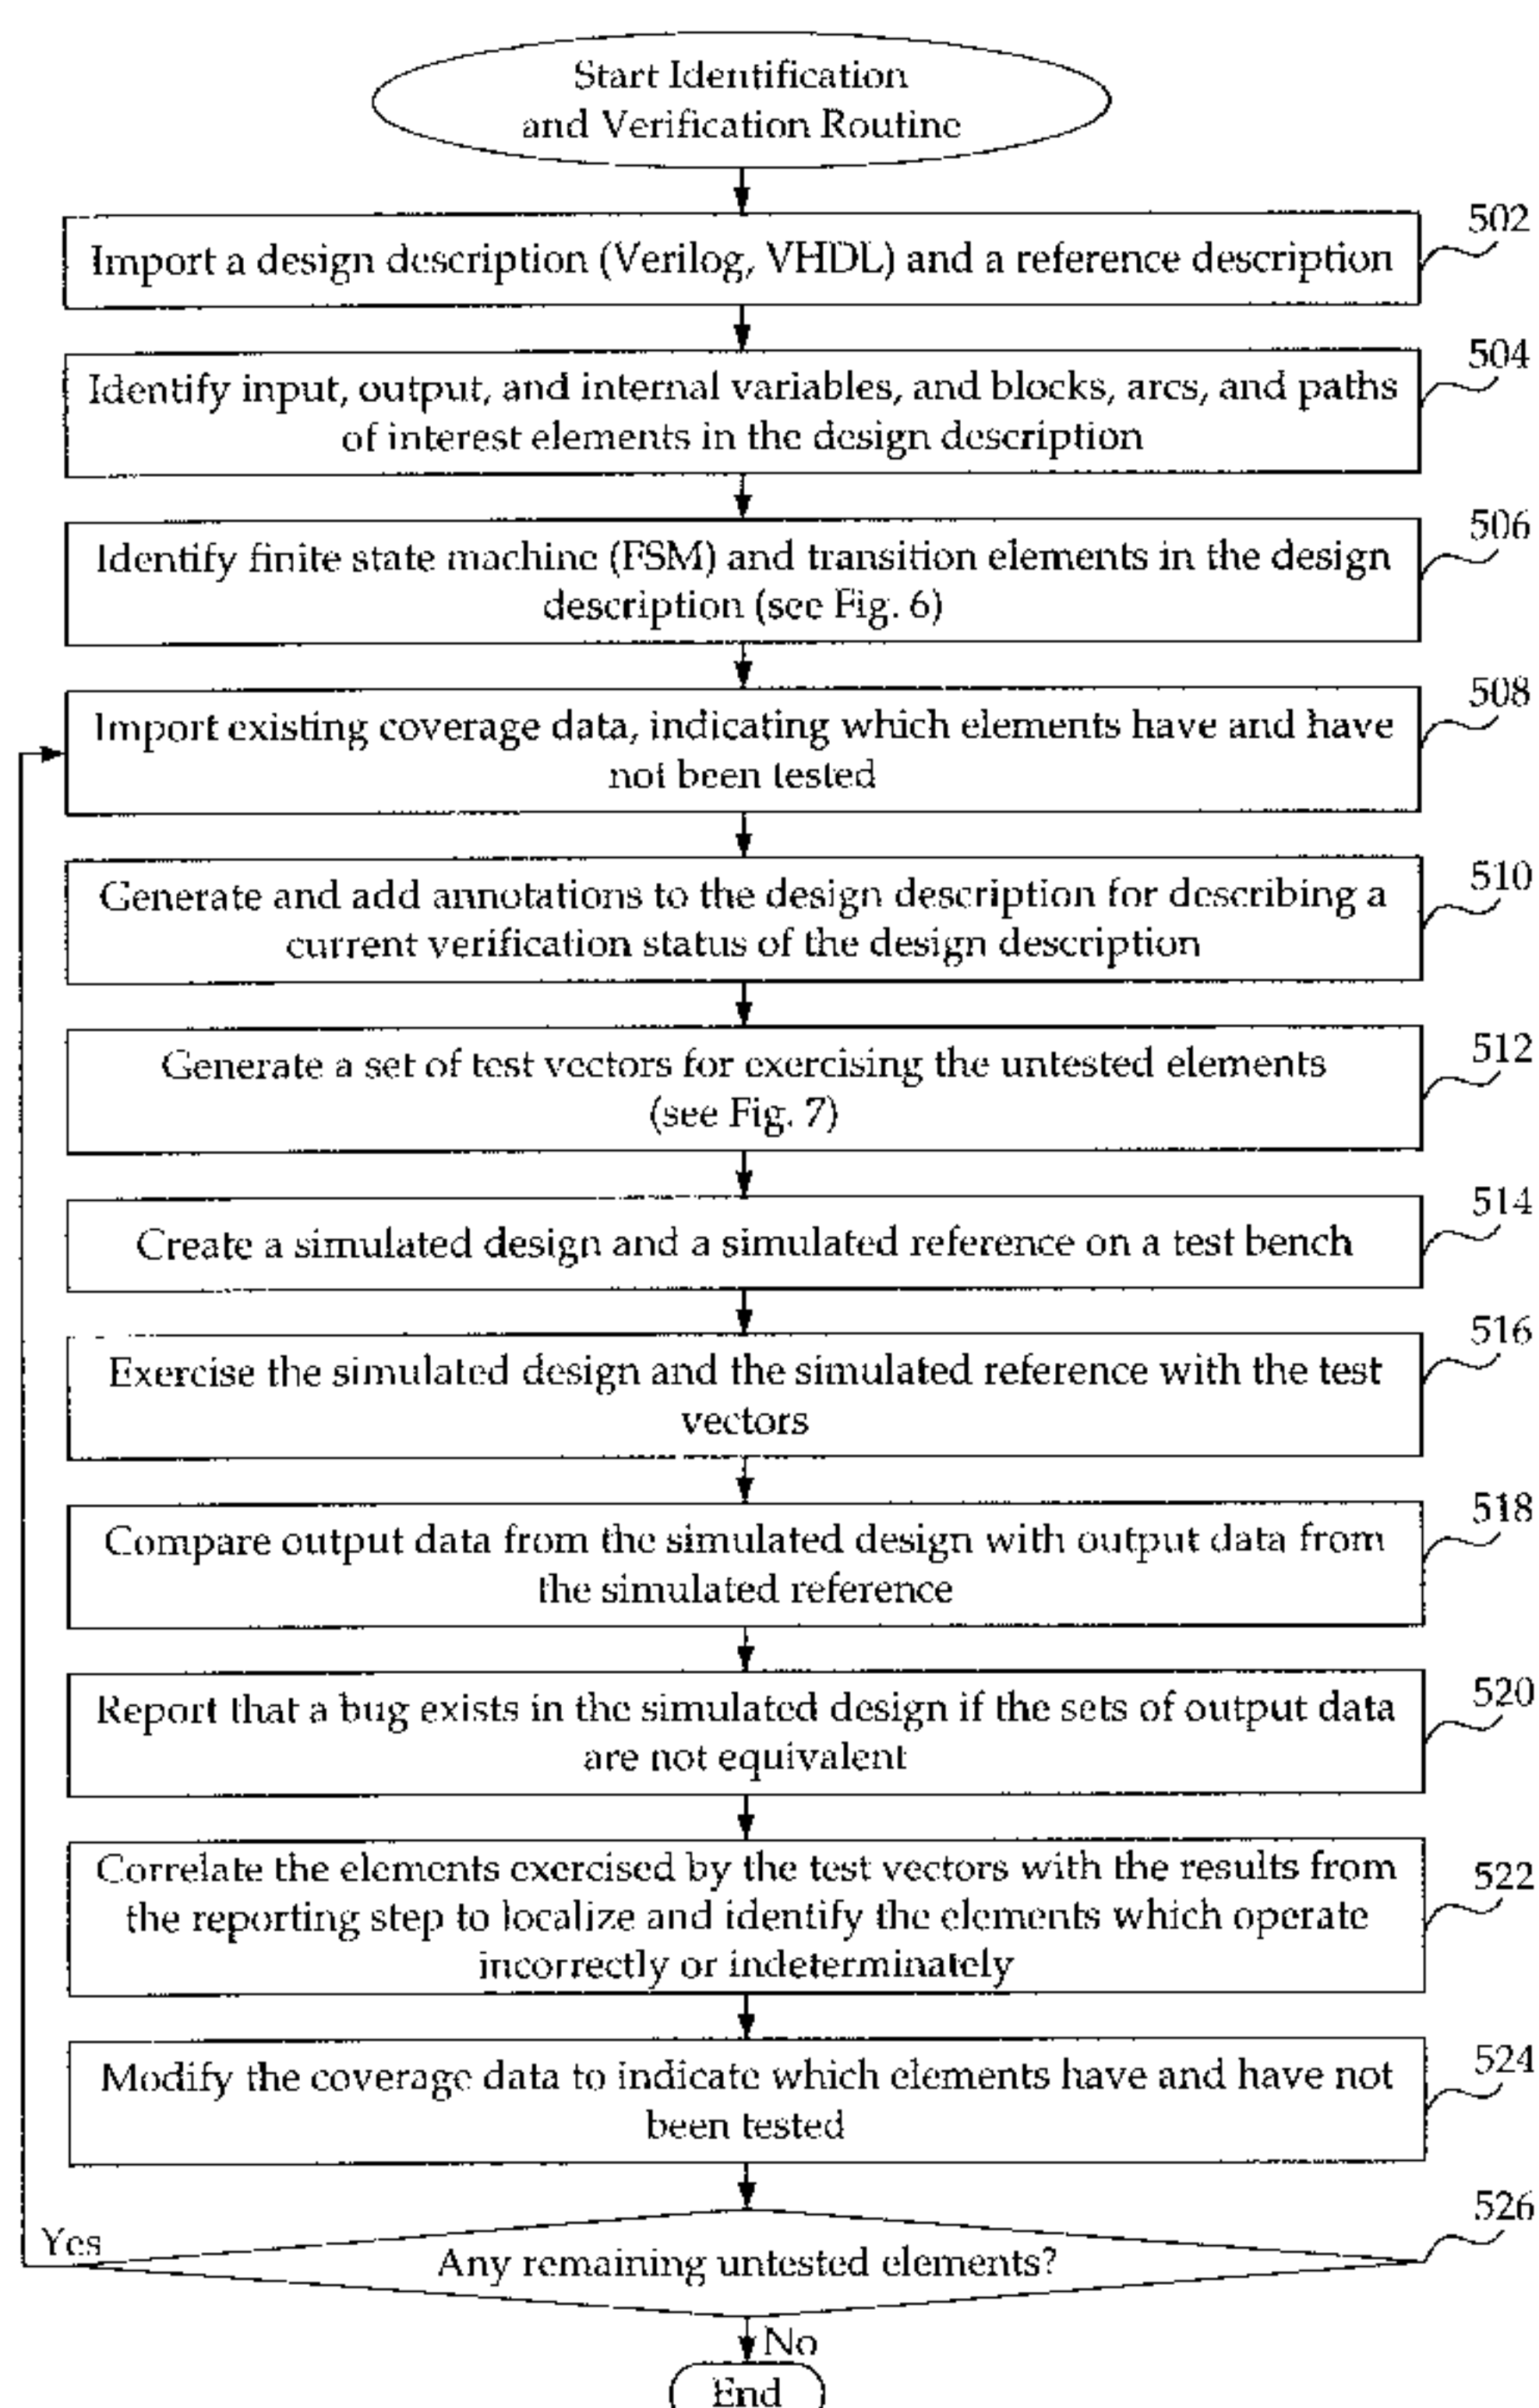 Start Identification
and Verification Routine
502
Import a design description (Verilog, VHDL) and a reference description
504
Identify input, output, and internal variables, and blocks, arcs, and paths
of interest elements in the design description
506
Identify finite state machine (FSM) and transition elements in the design
description (see Fig. 6)
508
Import existing coverage data, indicating which elements have and have
not been tested
510
Generate and add annotations to the design description for describing a
current verification status of the design description
512
Generate a set of test vectors for exercising the untested elements
(see Fig. 7)
514
Create a simulated design and a simulated reference on a test bench
516
Exercise the simulated design and the simulated reference with the test
vectors
518
Compare output data from the simulated design with output data from
the simulated reference
520
Report that a bug exists in the simulated design if the sets of output data
are not equivalent
522
Correlate the elements exercised by the test vectors with the results from
the reporting step to localize and identify the elements which operate
incorrectly or indeterminately
524
Modify the coverage data to indicate which elements have and have not
been tested
526
Yes
Any remaining untested elements?
No
End